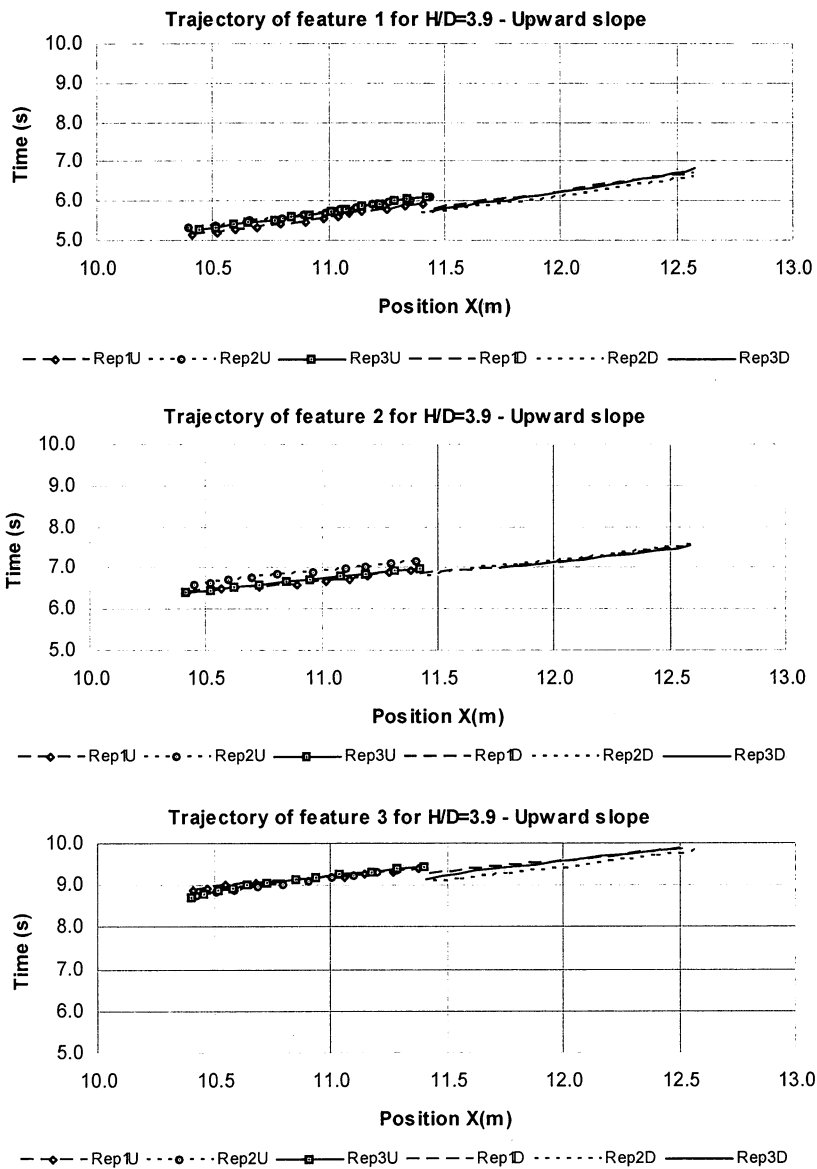 Trajectory of feature 1 for H/D=3.9 - Upward slope
10.0
9.0
8.0
7.0
6.0
5.0
Time (s)
10.0 10.5 11.0 11.5 12.0 12.5 13.0
Position X(m)
Rep1U Rep2U Rep3U Rep1D Rep2D Rep3D
Trajectory of feature 2 for H/D=3.9 - Upward slope
10.0
9.0
8.0
7.0
6.0
5.0
Time (s)
10.0 10.5 11.0 11.5 12.0 12.5 13.0
Position X(m)
Rep1U Rep2U Rep3U Rep1D Rep2D Rep3D
Trajectory of feature 3 for H/D=3.9 - Upward slope
10.0
9.0
8.0
7.0
6.0
5.0
Time (s)
10.0 10.5 11.0 11.5 12.0 12.5 13.0
Position X(m)
Rep1U Rep2U Rep3U Rep1D Rep2D Rep3D